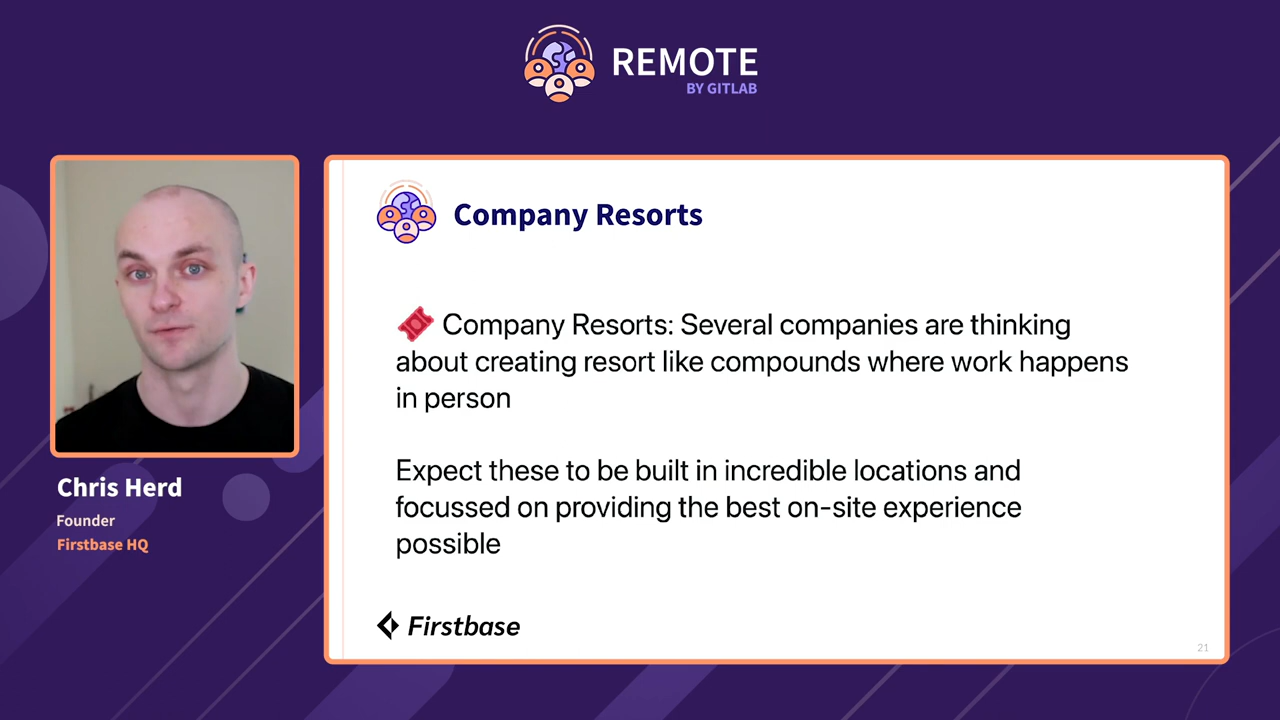 REMOTE
BY GITLAB
Company Resorts
Company Resorts: Several companies are thinking
about creating resort like compounds where work happens
in person
Expect these to be built in incredible locations and
focussed on providing the best on-site experience
possible
Firstbase
21
Chris Herd
Founder
Firstbase HQ